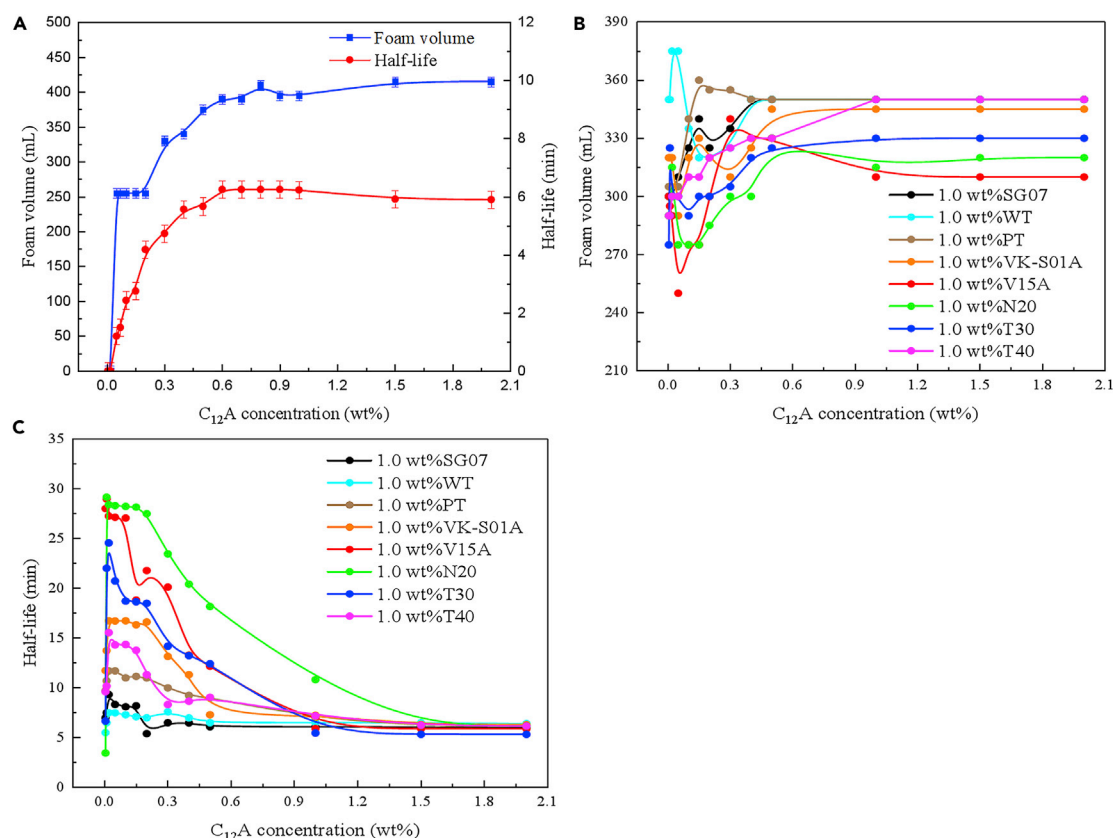 A
500
450
400
350
300
250
200
150
100
50
0
Foam volume (mL)
Foam volume
Half-life
12
10
8
6
4
2
0
Half-life (min)
0.0 0.3 0.6 0.9 1.2 1.5 1.8 2.1
C₁₂A concentration (wt%)
B
390
360
330
300
270
240
210
Foam volume (mL)
1.0 wt%SG07
1.0 wt%WT
1.0 wt%PT
1.0 wt%VK-S01A
1.0 wt%V15A
1.0 wt%N20
1.0 wt%T30
1.0 wt%T40
0.0 0.3 0.6 0.9 1.2 1.5 1.8 2.1
C₁₂A concentration (wt%)
C
35
30
25
20
15
10
5
0
Half-life (min)
1.0 wt%SG07
1.0 wt%WT
1.0 wt%PT
1.0 wt%VK-S01A
1.0 wt%V15A
1.0 wt%N20
1.0 wt%T30
1.0 wt%T40
0.0 0.3 0.6 0.9 1.2 1.5 1.8 2.1
C₁₂A concentration (wt%)